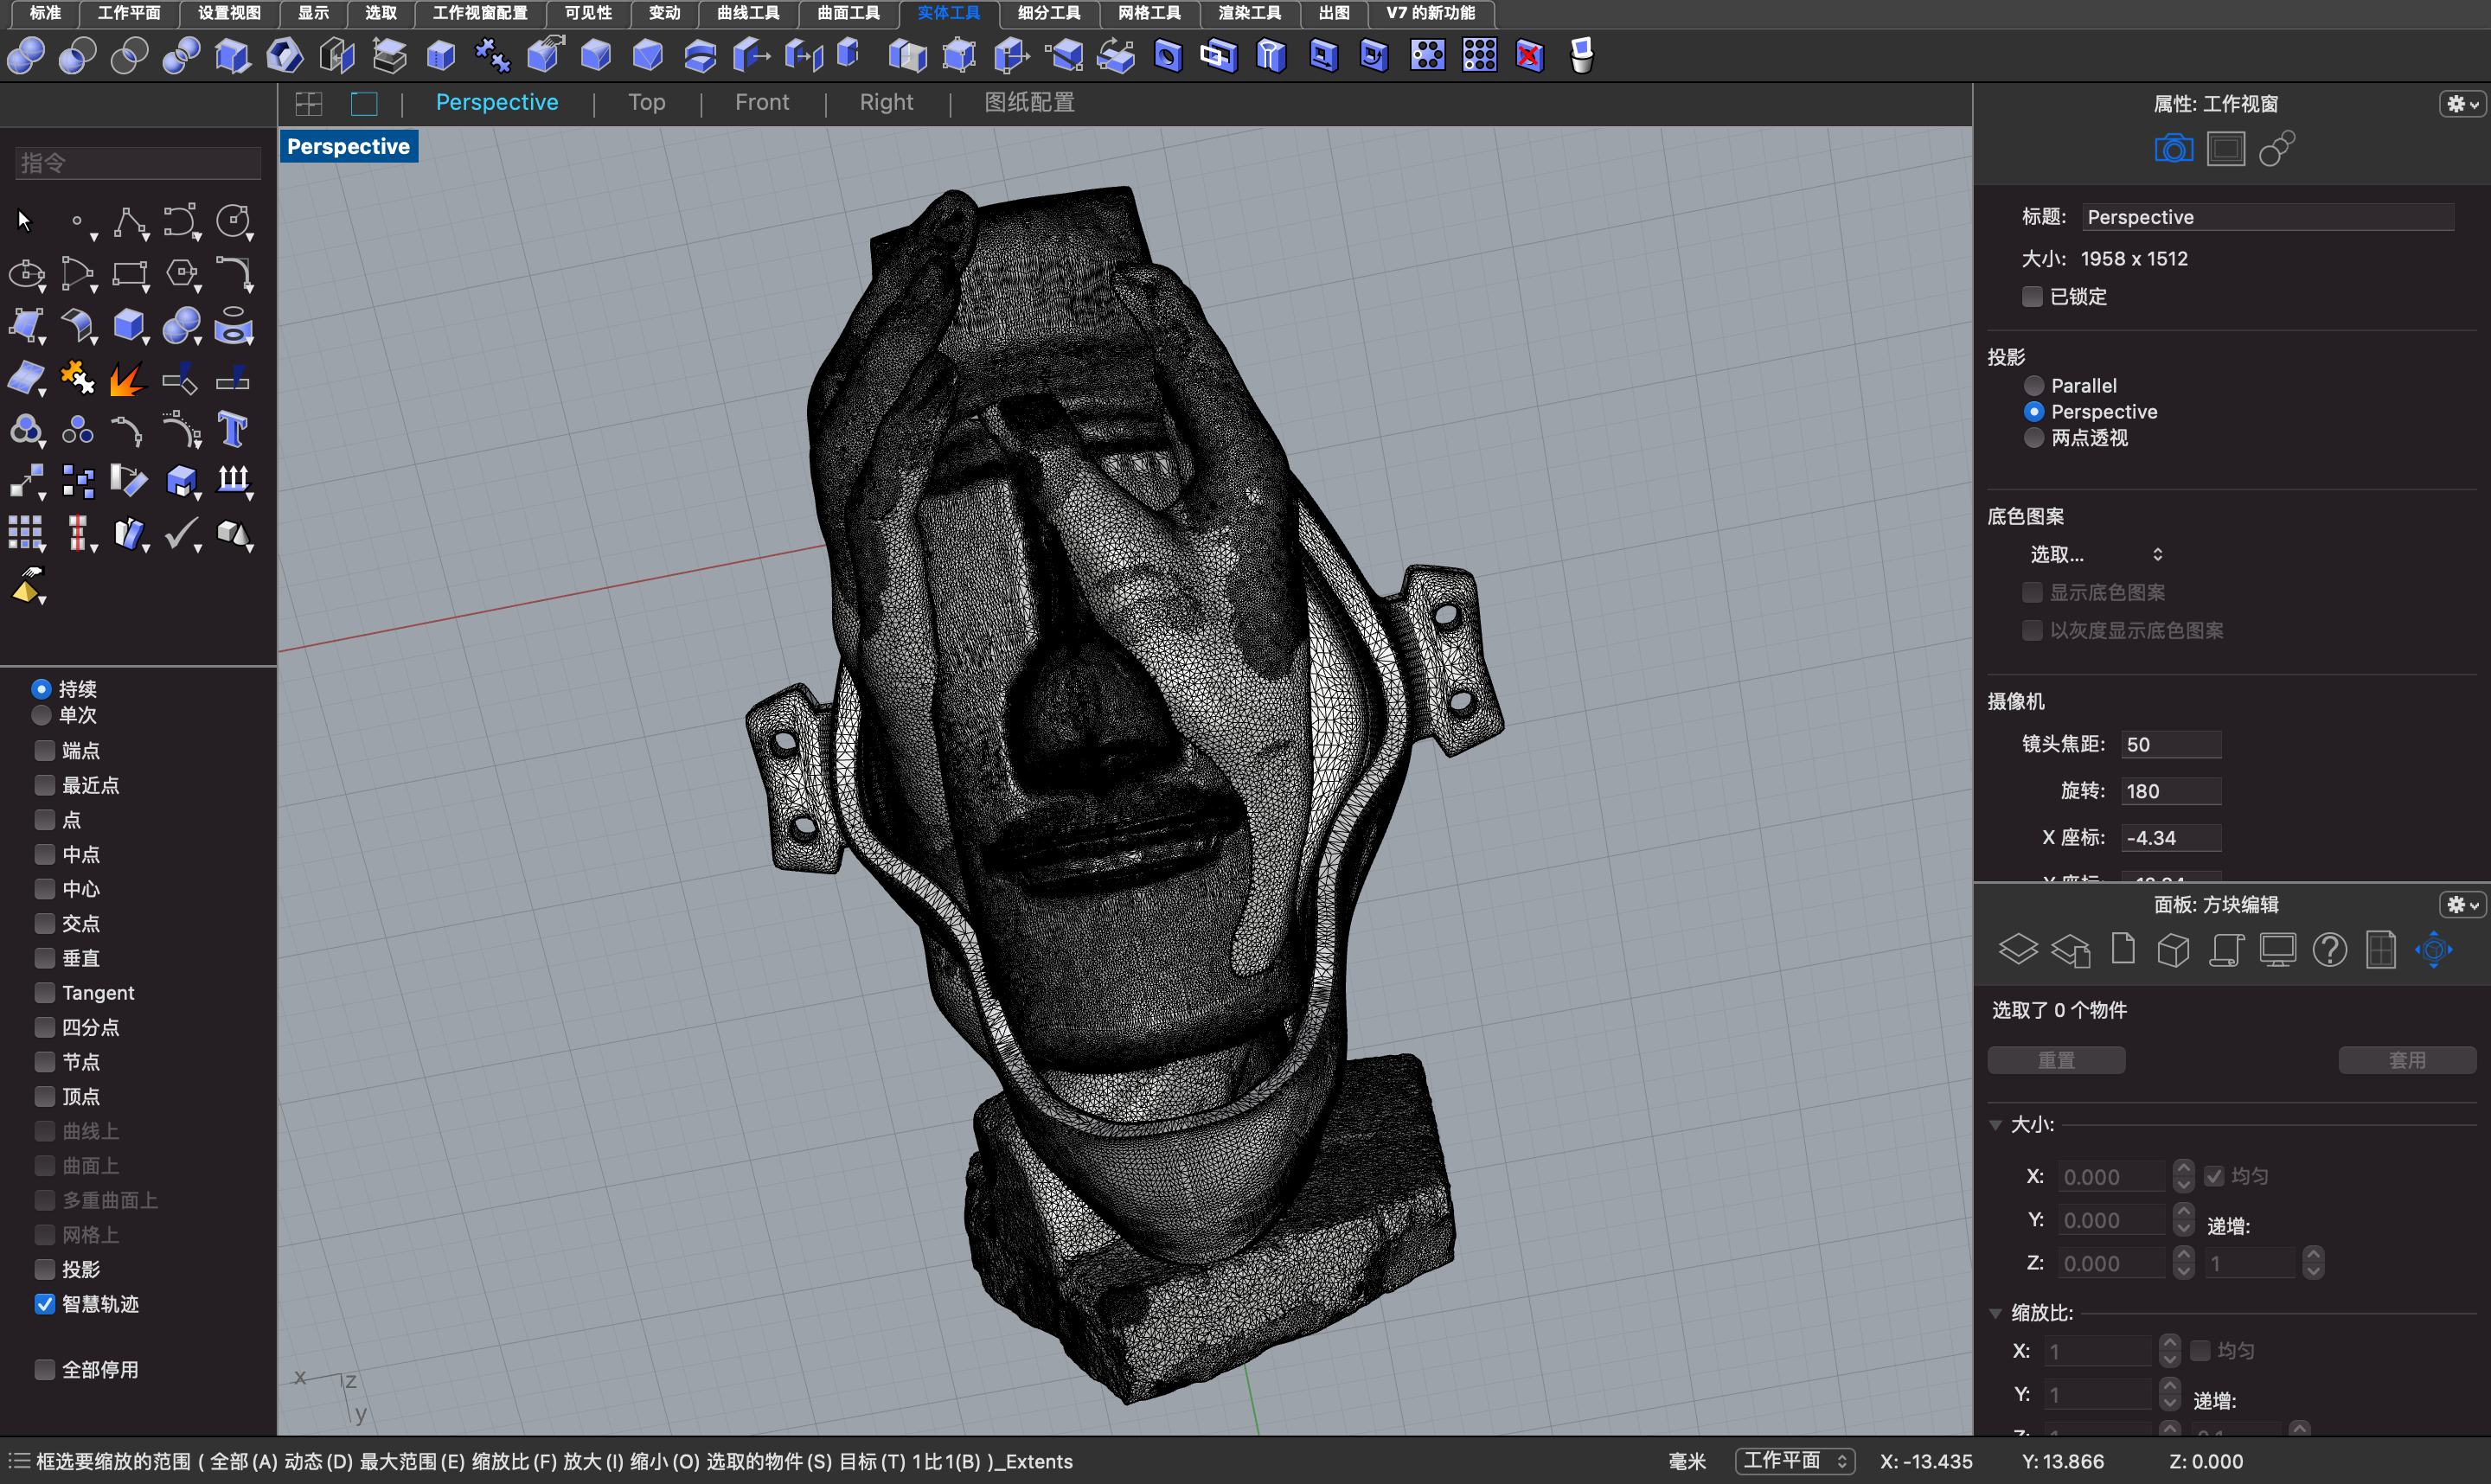 标准 工作平面 设置视图 显示 选取 工作视窗配置 可见性 变动 曲线工具 曲面工具 实体工具 细分工具 网格工具 渲染工具 出图 V7 的新功能
Perspective | Top | Front | Right | 图纸配置
Perspective
指令
持续
单次
端点
最近点
点
中点
中心
交点
垂直
Tangent
四分点
节点
顶点
曲线上
曲面上
多重曲面上
网格上
投影
智慧轨迹
全部停用
x z
y
属性: 工作视窗
标题: Perspective
大小: 1958 x 1512
已锁定
投影
Parallel
Perspective
两点透视
底色图案
选取...
显示底色图案
以灰度显示底色图案
摄像机
镜头焦距: 50
旋转: 180
X 座标: -4.34
面板: 方块编辑
选取了 0 个物件
重置 套用
大小:
X: 0.000 均匀
Y: 0.000 递增:
Z: 0.000 1
缩放比:
X: 1 均匀
Y: 1 递增:
框选要缩放的范围 ( 全部 (A) 动态 (D) 最大范围 (E) 缩放比 (F) 放大 (I) 缩小 (O) 选取的物件 (S) 目标 (T) 1比1(B) )_Extents
毫米 工作平面 X: -13.435 Y: 13.866 Z: 0.000